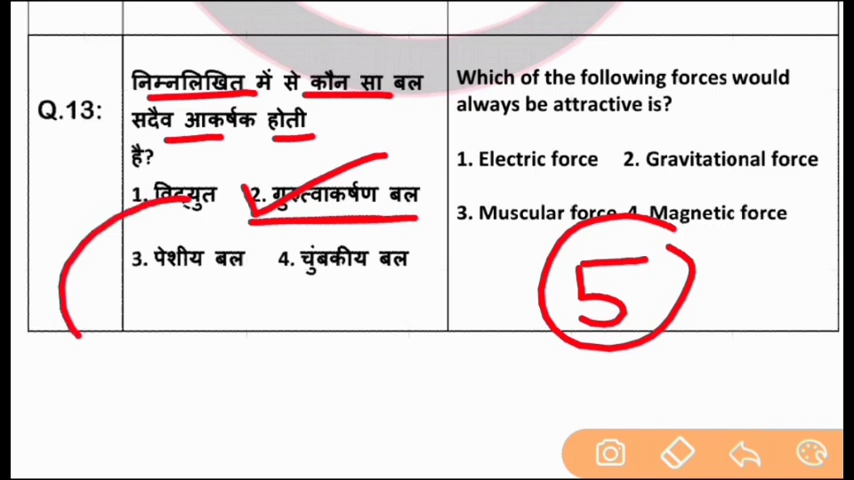 Q.13:
निम्नलिखित में से कौन सा बल
सदैव आकर्षक होती
है?
1. विद्युत 2. गुरुत्वाकर्षण बल
3. पेशीय बल 4. चुंबकीय बल
Which of the following forces would
always be attractive is?
1. Electric force 2. Gravitational force
3. Muscular force 4. Magnetic force
5